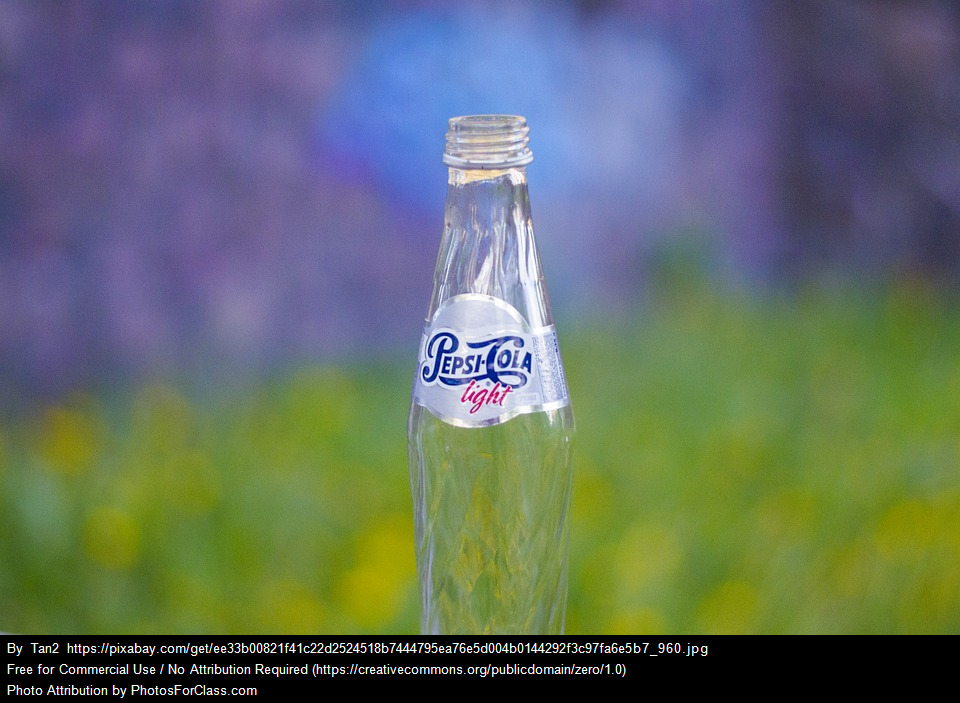 PEPSI-COLA
light
By Tan2 https://pixabay.com/get/ee33b00821f41c22d2524518b7444795ea76e5d004b0144292f3c97fa6e5b7_960.jpg
Free for Commercial Use / No Attribution Required (https://creativecommons.org/publicdomain/zero/1.0)
Photo Attribution by PhotosForClass.com